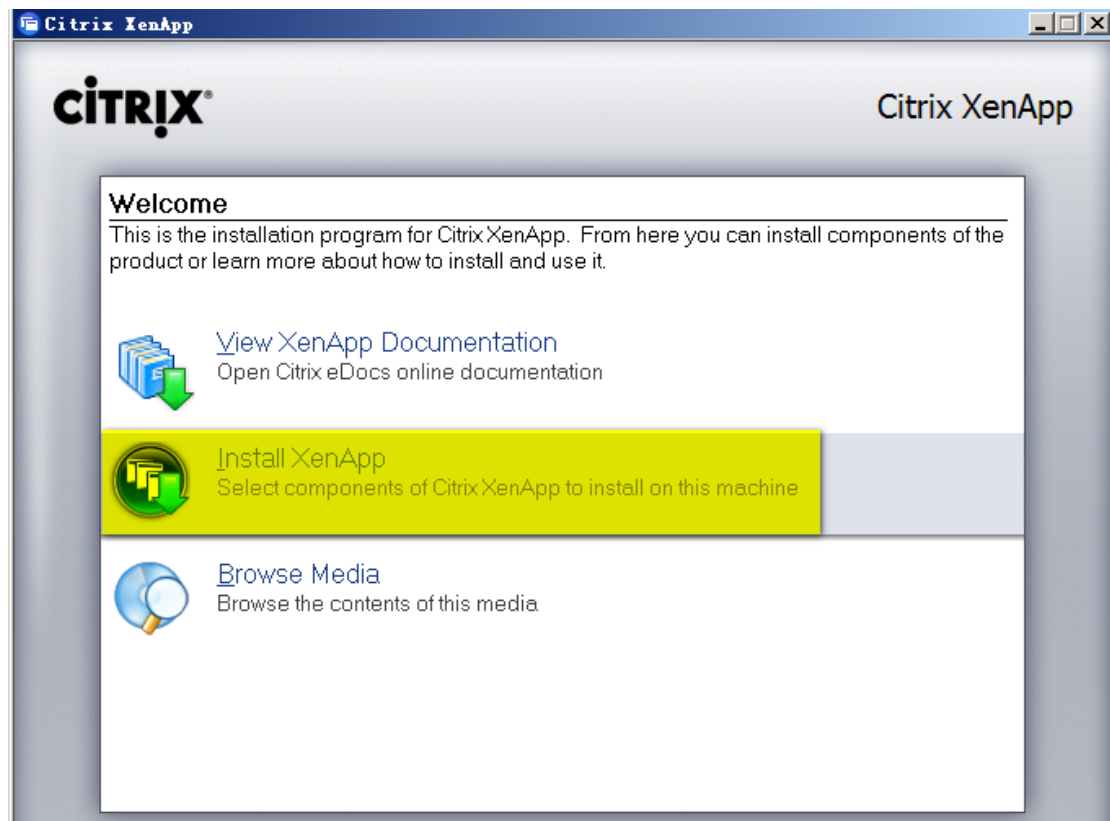 Citrix XenApp
CİTRIX®
Citrix XenApp
Welcome
This is the installation program for Citrix XenApp. From here you can install components of the
product or learn more about how to install and use it.
View XenApp Documentation
Open Citrix eDocs online documentation
Install XenApp
Select components of Citrix XenApp to install on this machine
Browse Media
Browse the contents of this media